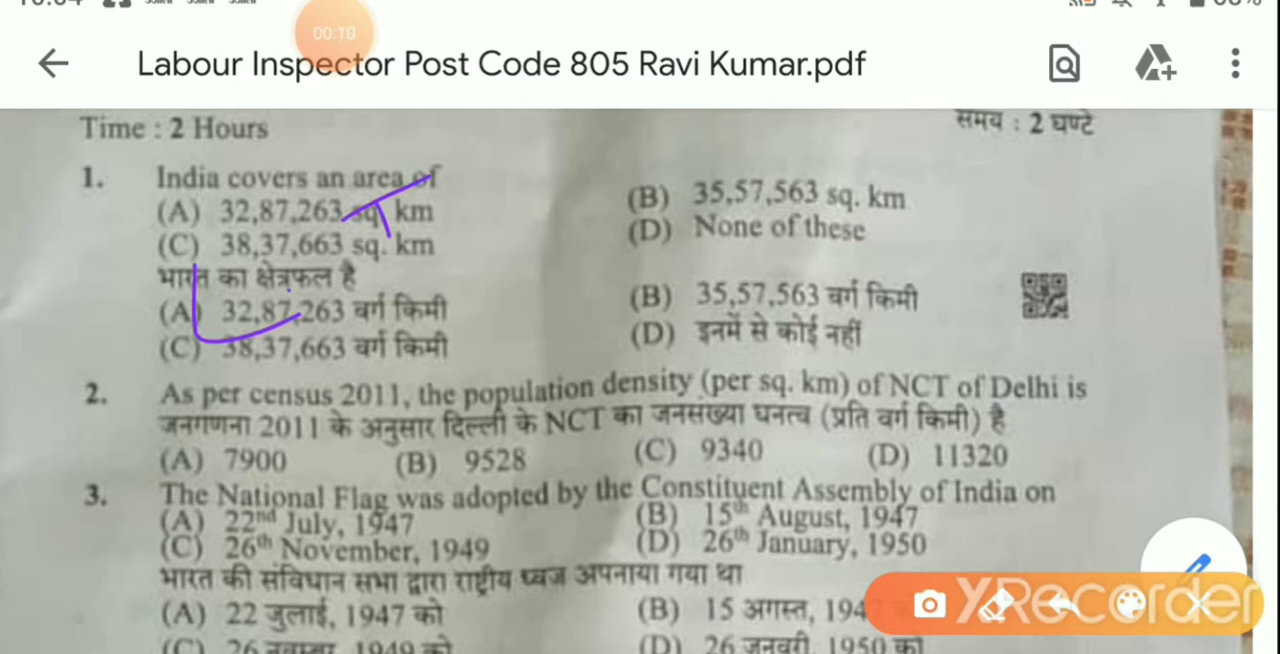 00:10
Labour Inspector Post Code 805 Ravi Kumar.pdf
Time : 2 Hours समय : 2 घण्टे
1. India covers an area of
(A) 32,87,263 sq. km (B) 35,57,563 sq. km
(C) 38,37,663 sq. km (D) None of these
भारत का क्षेत्रफल है
(A) 32,87,263 वर्ग किमी (B) 35,57,563 वर्ग किमी
(C) 38,37,663 वर्ग किमी (D) इनमें से कोई नहीं
2. As per census 2011, the population density (per sq. km) of NCT of Delhi is
जनगणना 2011 के अनुसार दिल्ली के NCT का जनसंख्या घनत्व (प्रति वर्ग किमी) है
(A) 7900 (B) 9528 (C) 9340 (D) 11320
3. The National Flag was adopted by the Constituent Assembly of India on
(A) 22nd July, 1947 (B) 15th August, 1947
(C) 26th November, 1949 (D) 26th January, 1950
भारत की संविधान सभा द्वारा राष्ट्रीय ध्वज अपनाया गया था
(A) 22 जुलाई, 1947 को (B) 15 अगस्त, 194
(C) 26 नवम्बर, 1949 को (D) 26 जनवरी, 1950 को
XRecorder